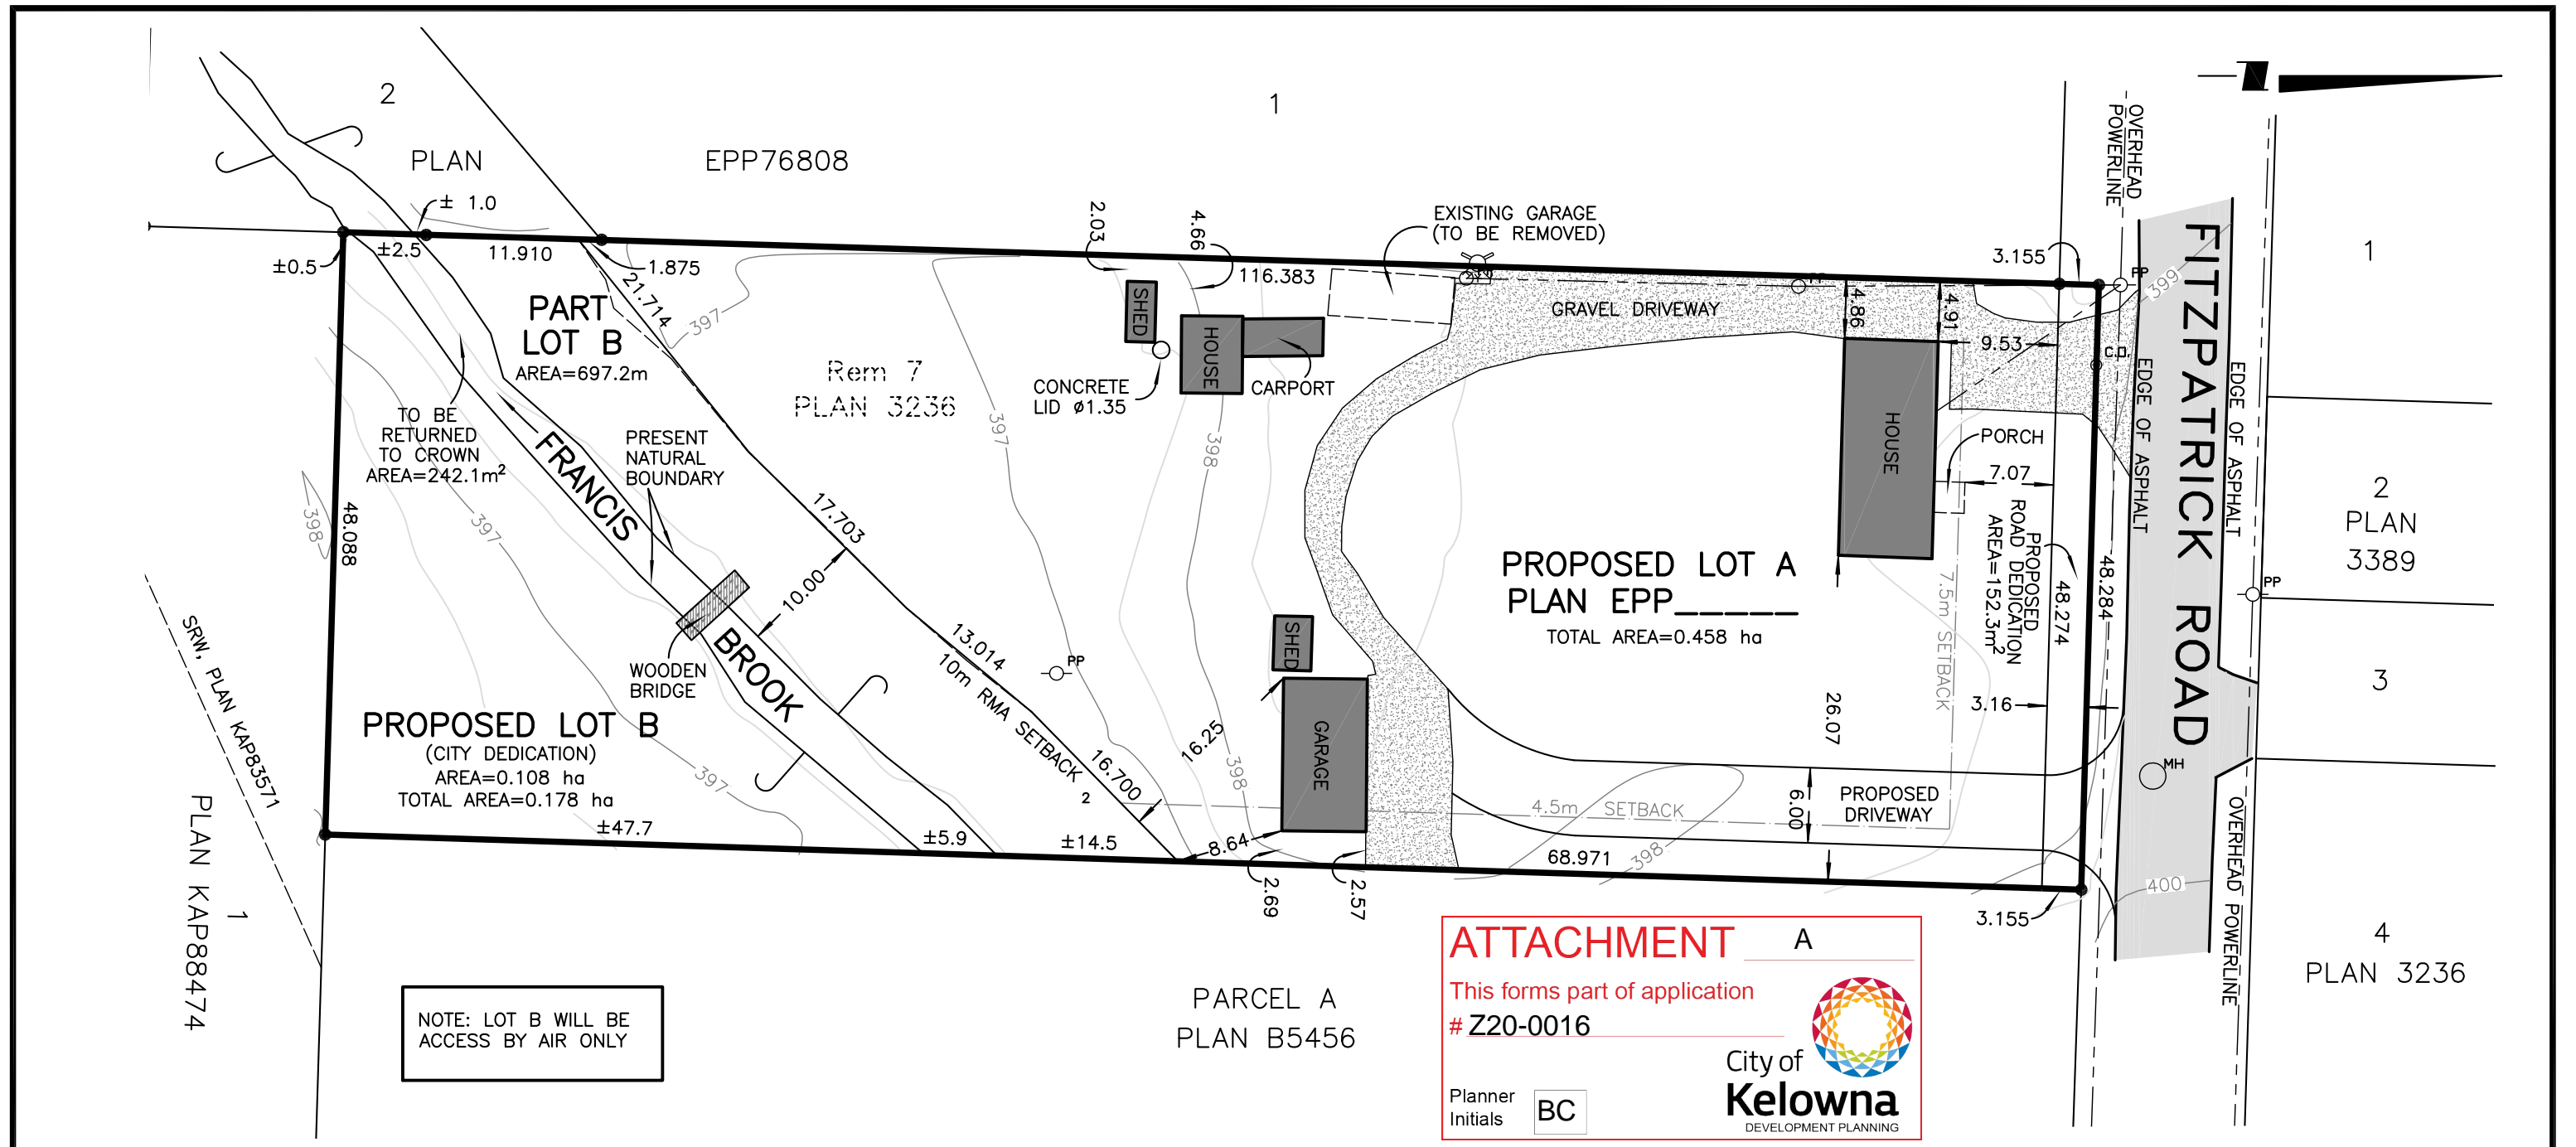 2
1
PLAN
EPP76808
± 1.0
±0.5
±2.5
11.910
1.875
21.714
PART
LOT B
AREA=697.2m
397
2.03
4.66
116.383
EXISTING GARAGE
(TO BE REMOVED)
GRAVEL DRIVEWAY
4.86
4.91
9.53
3.155
PP
OVERHEAD
POWERLINE
399
C.O.
FITZPATRICK ROAD
EDGE OF ASPHALT
EDGE OF ASPHALT
1
2
PLAN
3389
3
4
PLAN 3236
Rem 7
PLAN 3236
SHED
HOUSE
CARPORT
CONCRETE
LID ø1.35
397
398
HOUSE
PORCH
7.07
PROPOSED
ROAD DEDICATION
AREA=152.3m²
48.274
48.284
7.5m SETBACK
3.16
PP
MH
OVERHEAD POWERLINE
400
TO BE
RETURNED
TO CROWN
AREA=242.1m²
PRESENT
NATURAL
BOUNDARY
FRANCIS
BROOK
397
398
48.088
17.703
10.00
13.014
10m RMA SETBACK
2
16.700
PP
WOODEN
BRIDGE
PROPOSED LOT B
(CITY DEDICATION)
AREA=0.108 ha
TOTAL AREA=0.178 ha
397
SRW, PLAN KAP83571
1
PLAN KAP88474
±47.7
±5.9
±14.5
8.64
2.69
2.57
16.25
398
SHED
GARAGE
PROPOSED LOT A
PLAN EPP_____
TOTAL AREA=0.458 ha
26.07
4.5m SETBACK
6.00
PROPOSED
DRIVEWAY
68.971
398
3.155
PARCEL A
PLAN B5456
NOTE: LOT B WILL BE
ACCESS BY AIR ONLY
ATTACHMENT A
This forms part of application
# Z20-0016
City of
Kelowna
DEVELOPMENT PLANNING
Planner
Initials
BC